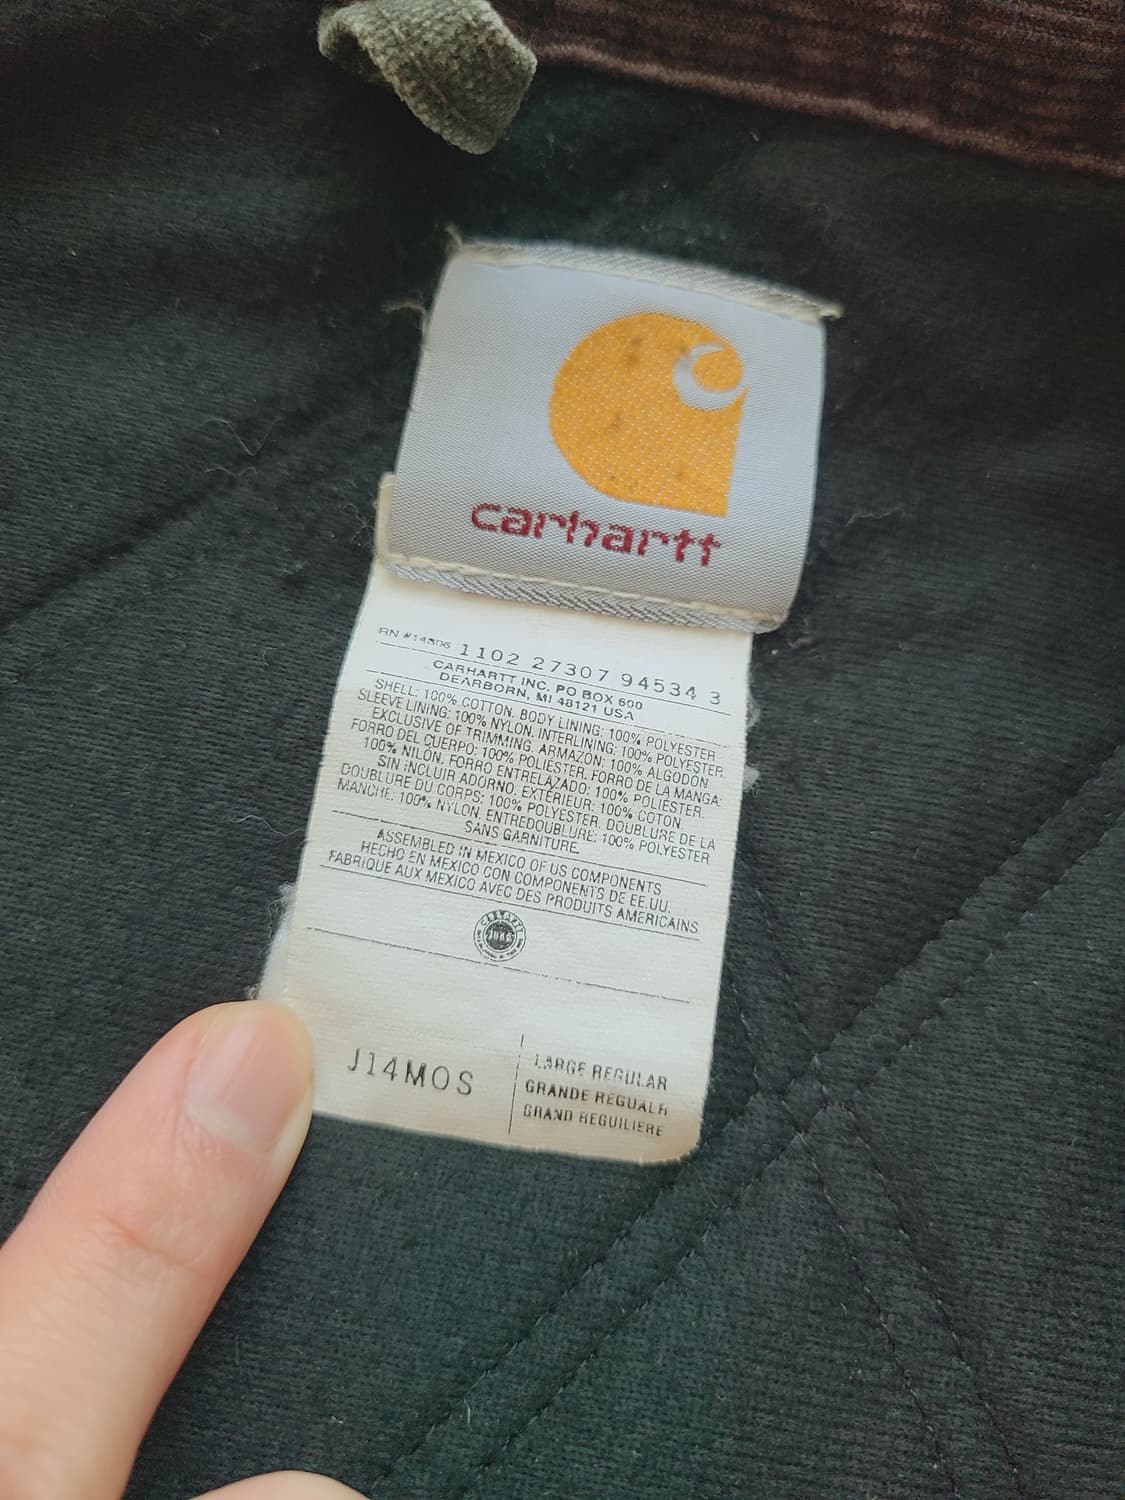 carhartt
RN #14806 1102 27307 94534 3
CARHARTT INC. PO BOX 600
DEARBORN, MI 48121 USA
SHELL: 100% COTTON. BODY LINING: 100% POLYESTER
SLEEVE LINING: 100% NYLON. INTERLINING: 100% POLYESTER.
EXCLUSIVE OF TRIMMING. ARMAZON: 100% ALGODON
FORRO DEL CUERPO: 100% POLIESTER. FORRO DE LA MANGA:
100% NILON. FORRO ENTRELAZADO: 100% POLIESTER.
SIN INCLUIR ADORNO. EXTERIEUR: 100% COTON.
DOUBLURE DU CORPS: 100% POLYESTER. DOUBLURE DE LA
MANCHE: 100% NYLON. ENTREDOUBLURE: 100% POLYESTER
SANS GARNITURE.
ASSEMBLED IN MEXICO OF US COMPONENTS
HECHO EN MEXICO CON COMPONENTS DE EE.UU.
FABRIQUE AUX MEXICO AVEC DES PRODUITS AMERICAINS
J14MOS
LARGE REGULAR
GRANDE REGUALR
GRAND REGUILIERE